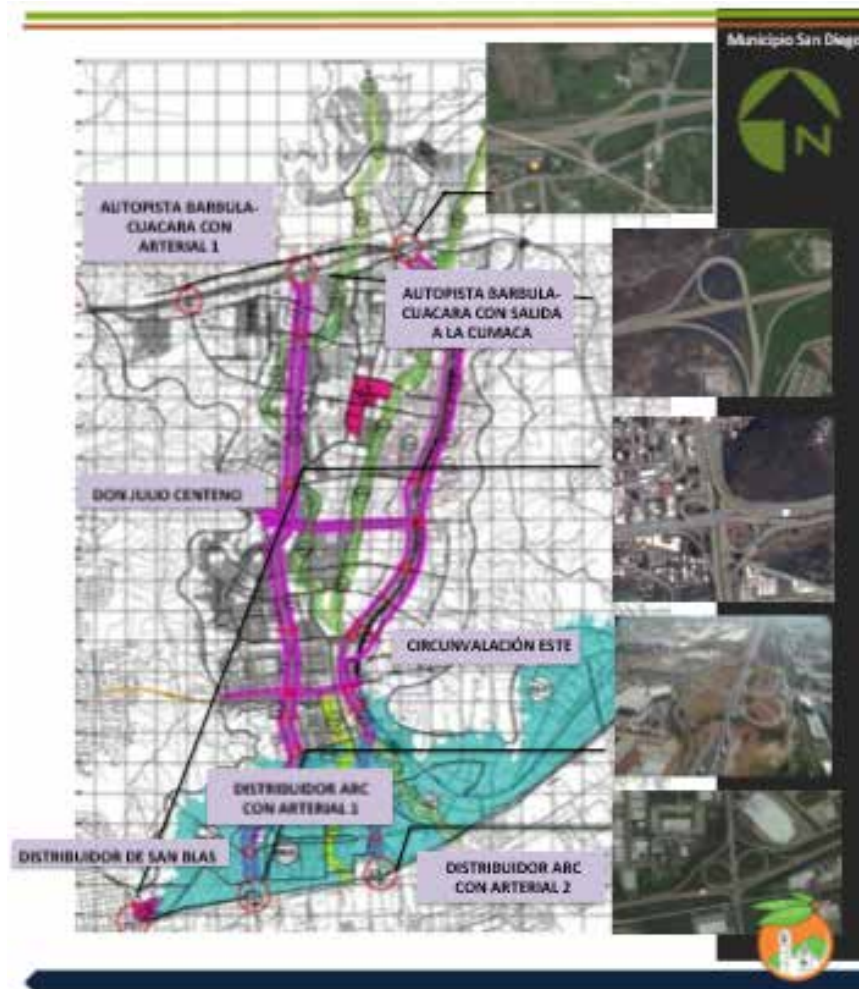 Municipio San Diego
N
AUTOPISTA BARBULA-
CUACARA CON
ARTERIAL 1
AUTOPISTA BARBULA-
CUACARA CON SALIDA
A LA CUMACA
DON JULIO CENTENO
CIRCUNVALACIÓN ESTE
DISTRIBUIDOR ARC
CON ARTERIAL 1
DISTRIBUIDOR DE SAN BLAS
DISTRIBUIDOR ARC
CON ARTERIAL 2